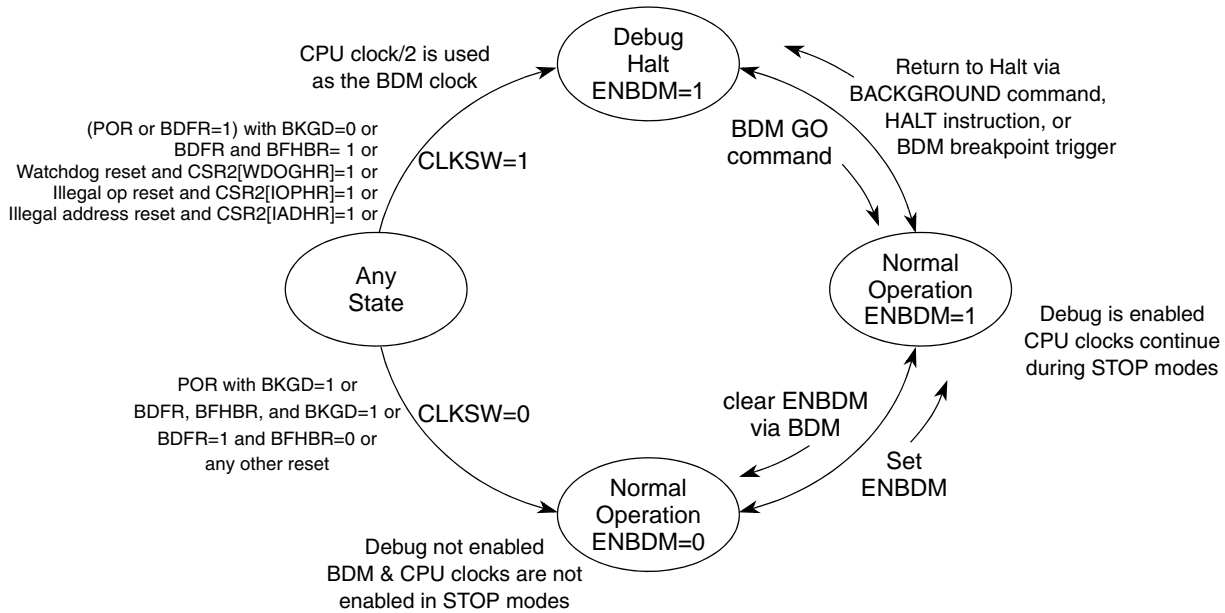 Debug
Halt
ENBDM=1
CPU clock/2 is used
as the BDM clock
Return to Halt via
BACKGROUND command,
HALT instruction, or
BDM breakpoint trigger
(POR or BDFR=1) with BKGD=0 or
BDFR and BFHBR= 1 or
Watchdog reset and CSR2[WDOGHR]=1 or
Illegal op reset and CSR2[IOPHR]=1 or
Illegal address reset and CSR2[IADHR]=1 or
CLKSW=1
BDM GO
command
Any
State
Normal
Operation
ENBDM=1
Debug is enabled
CPU clocks continue
during STOP modes
POR with BKGD=1 or
BDFR, BFHBR, and BKGD=1 or
BDFR=1 and BFHBR=0 or
any other reset
CLKSW=0
clear ENBDM
via BDM
Set
ENBDM
Normal
Operation
ENBDM=0
Debug not enabled
BDM & CPU clocks are not
enabled in STOP modes